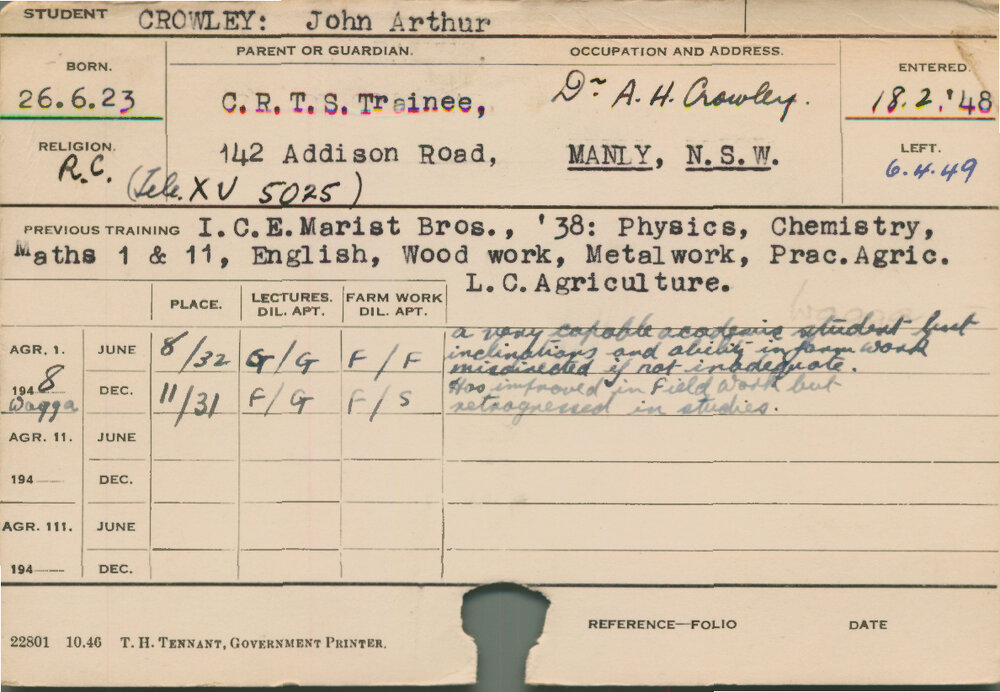 STUDENT CROWLEY: John Arthur
PARENT OR GUARDIAN. OCCUPATION AND ADDRESS.
BORN. ENTERED.
26.6.23 C.R.T.S.Trainee, Dr A.H. Crowley. 18.2.'48
RELIGION. 142 Addison Road, MANLY, N.S.W. LEFT.
R.C. (Tele. XV 5025) 6.4.49
PREVIOUS TRAINING I.C.E.Marist Bros., '38: Physics, Chemistry,
Maths 1 & 11, English, Wood work, Metalwork, Prac.Agric.
L.C.Agriculture.
PLACE. LECTURES. DIL. APT. FARM WORK DIL. APT.
AGR. 1. JUNE 8/32 G/G F/F a very capable academic student but
inclinations and ability in farm work
misdirected if not inadequate.
1948 DEC. 11/31 F/G F/S Has improved in Field Work but
Wagga retrogressed in studies.
AGR. 11. JUNE
194 DEC.
AGR. 111. JUNE
194 DEC.
REFERENCE—FOLIO DATE
22801 10.46 T. H. TENNANT, GOVERNMENT PRINTER.